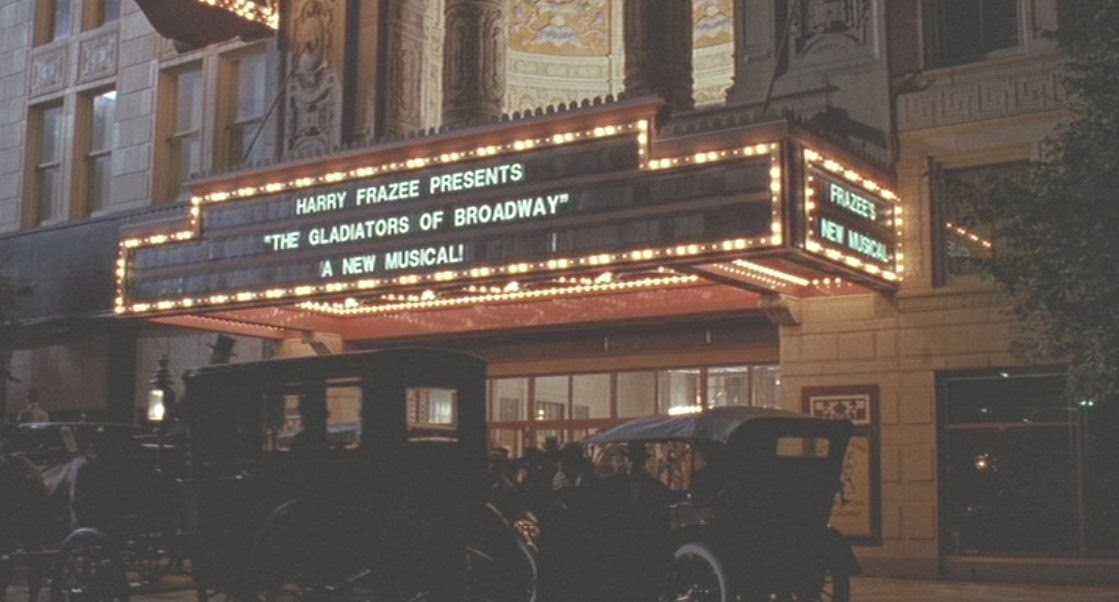 HARRY FRAZEE PRESENTS
"THE GLADIATORS OF BROADWAY"
A NEW MUSICAL!
FRAZEE'S
NEW MUSICAL